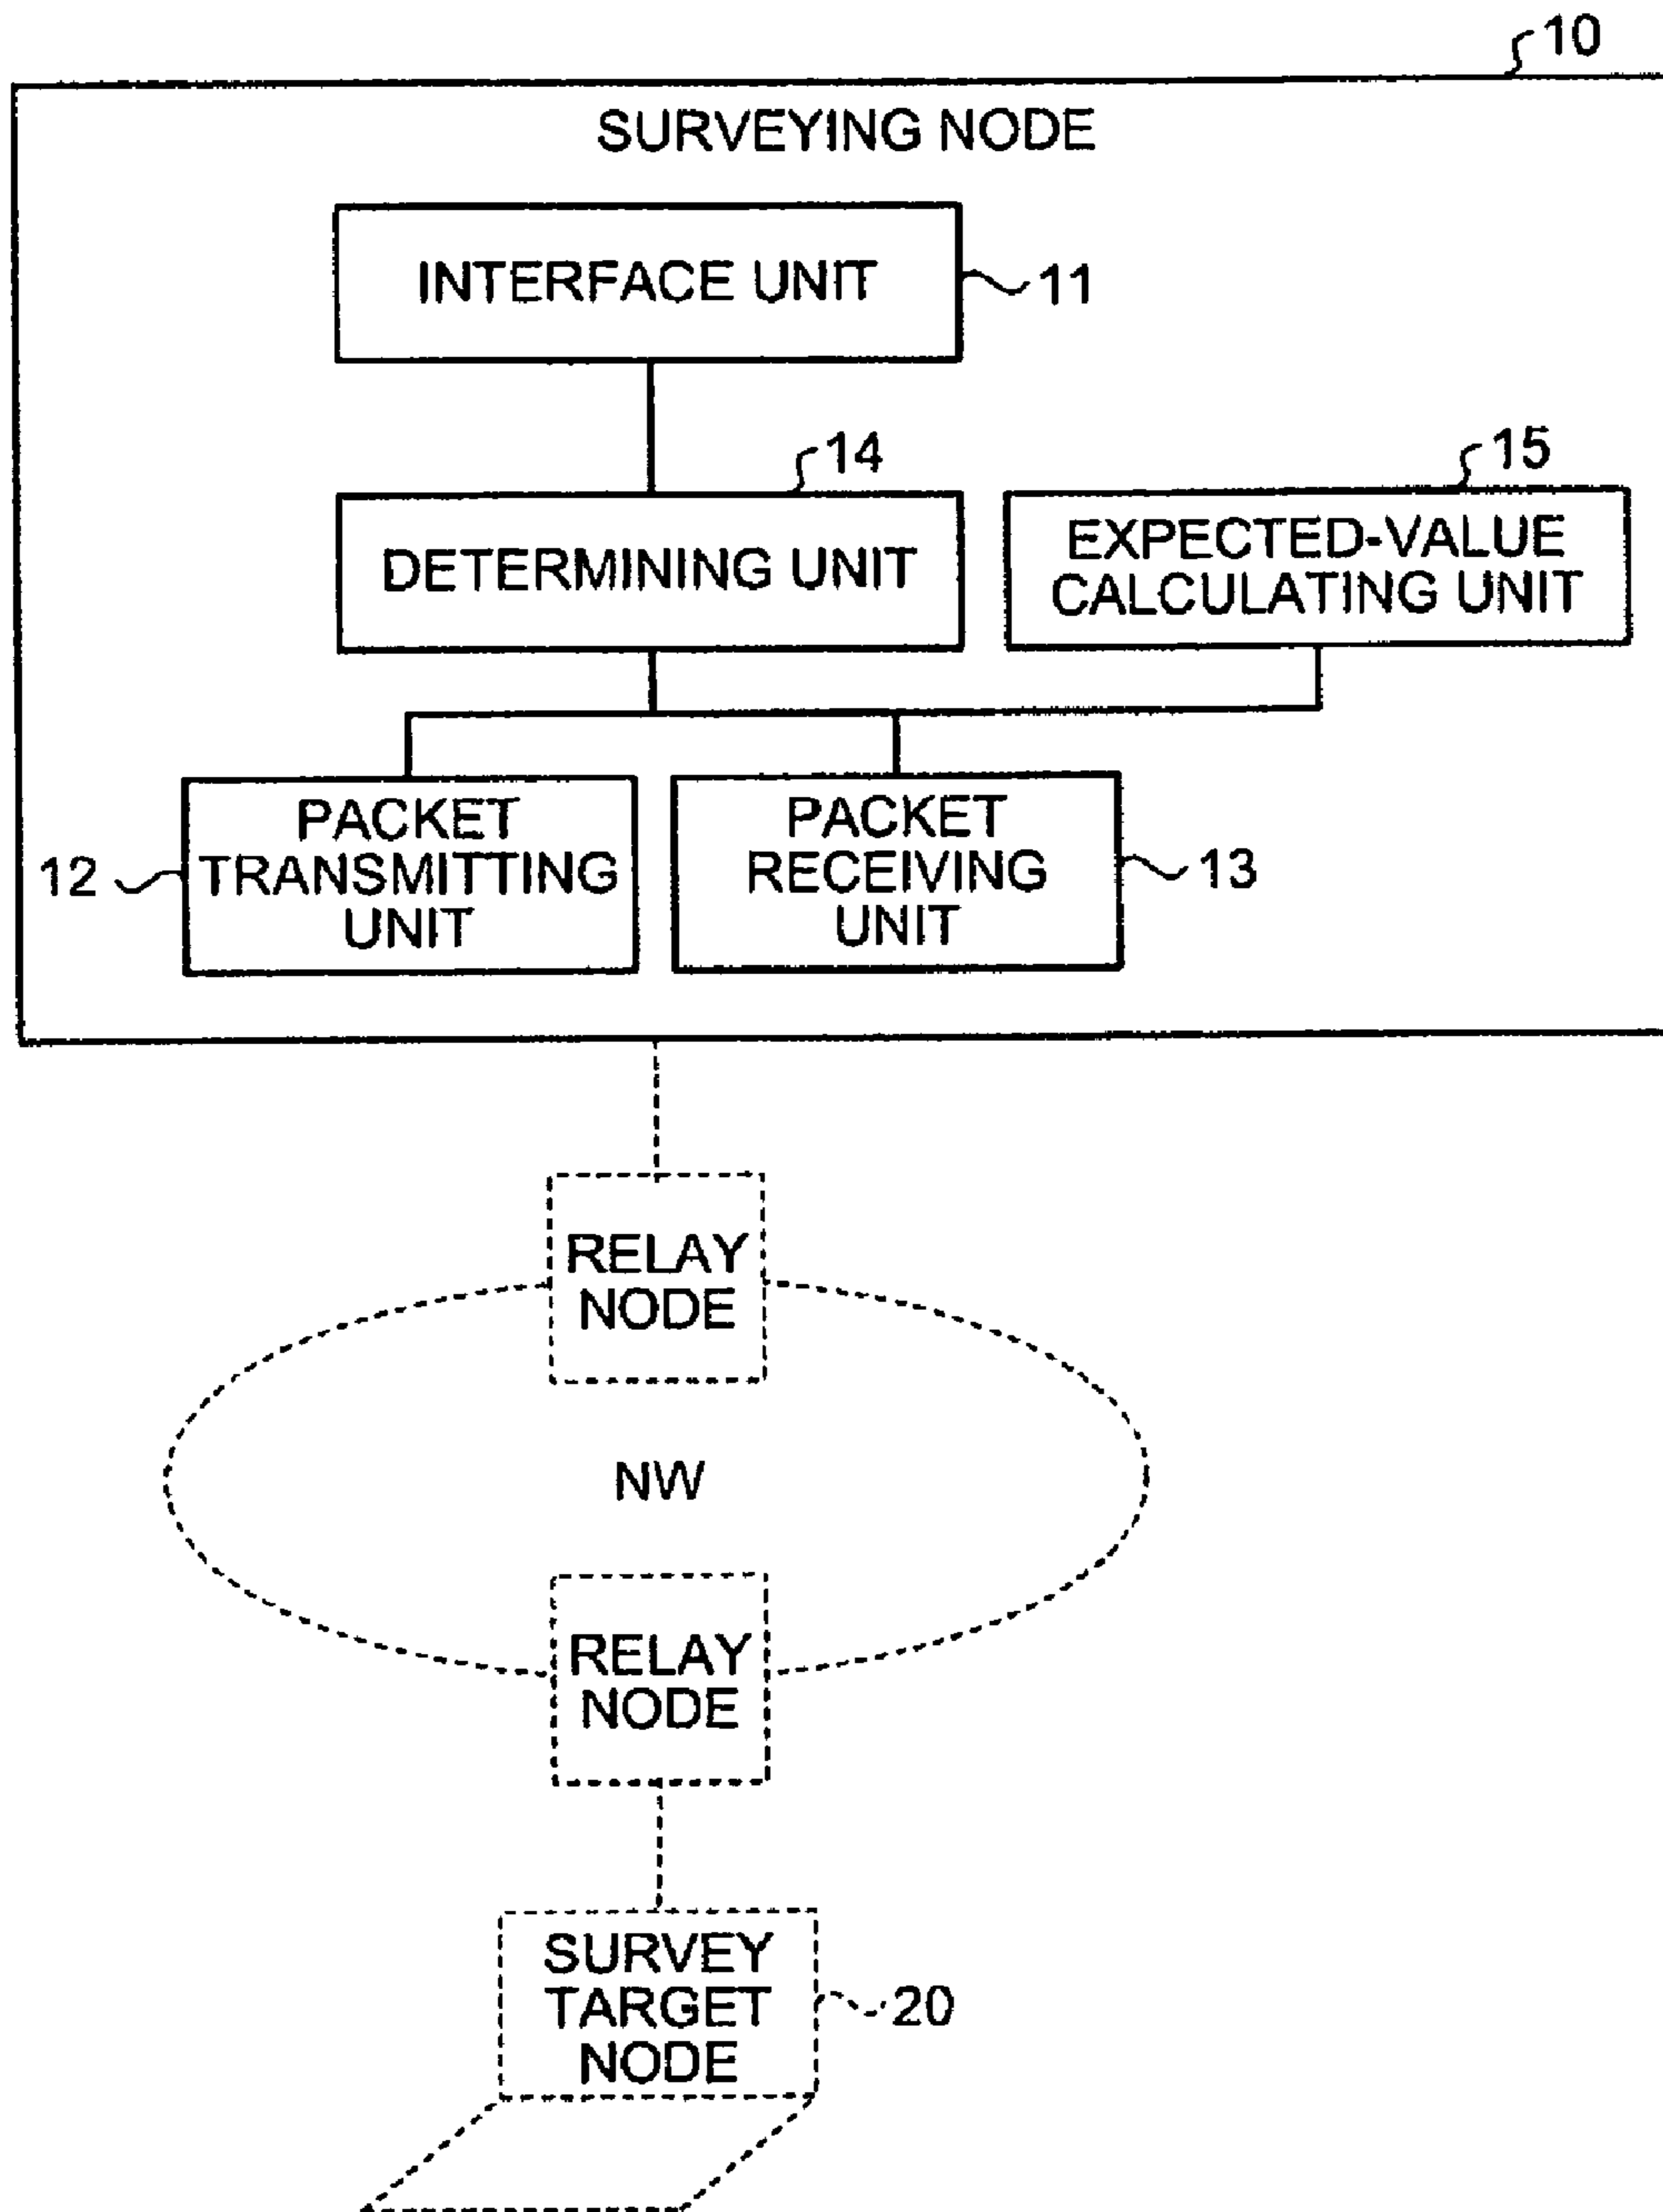 10
SURVEYING NODE
INTERFACE UNIT
11
14
15
DETERMINING UNIT
EXPECTED-VALUE
CALCULATING UNIT
PACKET
TRANSMITTING
UNIT
12
PACKET
RECEIVING
UNIT
13
RELAY
NODE
NW
RELAY
NODE
SURVEY
TARGET
NODE
20